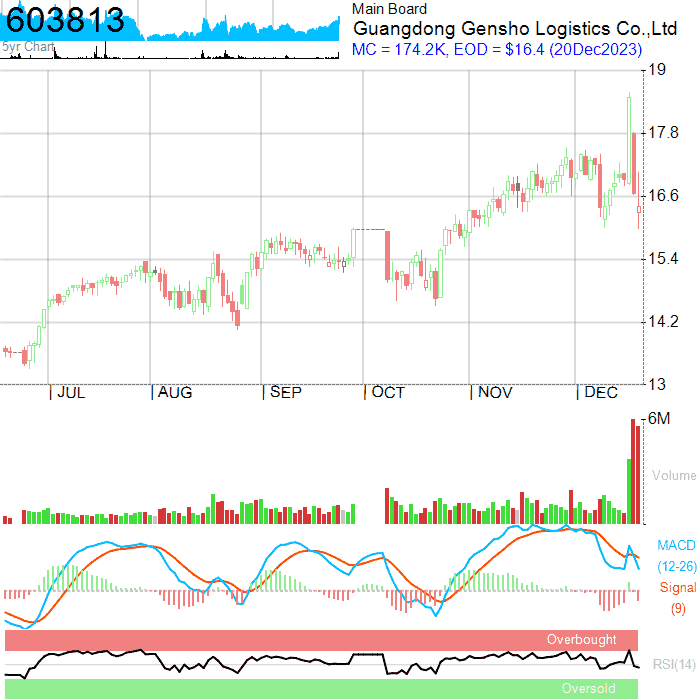 603813
5yr Chart
Main Board
Guangdong Gensho Logistics Co.,Ltd
MC = 174.2K, EOD = $16.4 (20Dec2023)
19
17.8
16.6
15.4
14.2
13
JUL
AUG
SEP
OCT
NOV
DEC
6M
Volume
MACD
(12-26)
Signal
(9)
Overbought
RSI(14)
Oversold